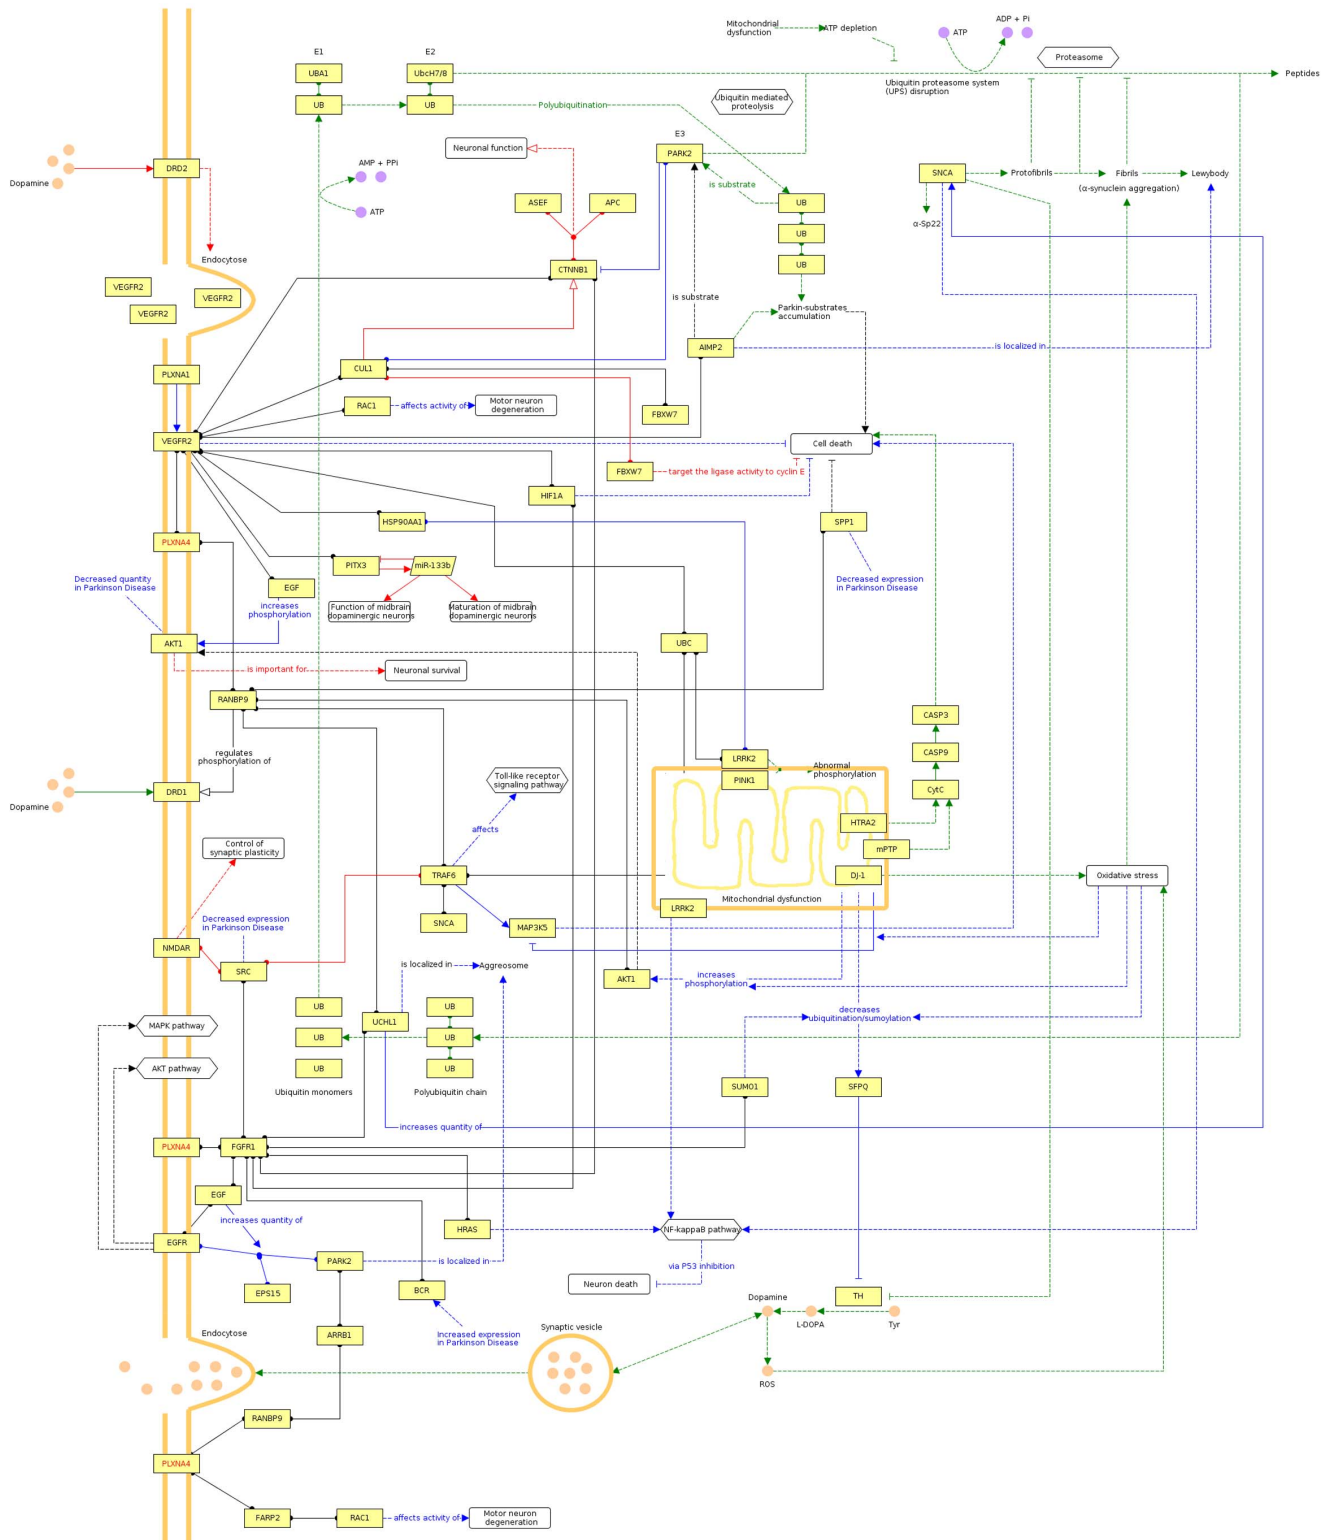 Mitochondrial
dysfunction
ATP depletion
ADP + Pi
ATP
E1
E2
Proteasome
UBA1
UbcH7/8
Peptides
Ubiquitin proteasome system
(UPS) disruption
UB
UB
Polyubiquitination
Ubiquitin mediated
proteolysis
E3
Neuronal function
PARK2
AMP + PPi
DRD2
SNCA
Protofibrils
Fibrils
Lewybody
Dopamine
is substrate
(α-synuclein aggregation)
ASEF
APC
UB
ATP
α-Sp22
UB
Endocytose
CTNNB1
UB
VEGFR2
VEGFR2
VEGFR2
is substrate
Parkin-substrates
accumulation
AIMP2
is localized in
CUL1
PLXNA1
RAC1
affects activity of
Motor neuron
degeneration
FBXW7
VEGFR2
Cell death
FBXW7
target the ligase activity to cyclin E
HIF1A
HSP90AA1
SPP1
PLXNA4
PITX3
miR-133b
Decreased quantity
in Parkinson Disease
EGF
Decreased expression
in Parkinson Disease
increases
phosphorylation
Function of midbrain
dopaminergic neurons
Maturation of midbrain
dopaminergic neurons
AKT1
UBC
is important for
Neuronal survival
RANBP9
CASP3
regulates
phosphorylation of
CASP9
LRRK2
Abnormal
phosphorylation
Toll-like receptor
signaling pathway
PINK1
Dopamine
DRD1
CytC
affects
HTRA2
Control of
synaptic plasticity
mPTP
TRAF6
DJ-1
Oxidative stress
Mitochondrial dysfunction
LRRK2
Decreased expression
in Parkinson Disease
SNCA
MAP3K5
NMDAR
is localized in
Aggreosome
SRC
AKT1
increases
phosphorylation
UB
UB
decreases
ubiquitination/sumoylation
MAPK pathway
UCHL1
UB
UB
AKT pathway
UB
UB
SUMO1
SFPQ
Ubiquitin monomers
Polyubiquitin chain
increases quantity of
PLXNA4
FGFR1
EGF
increases quantity of
HRAS
NF-kappaB pathway
EGFR
PARK2
is localized in
via P53 inhibition
EPS15
BCR
Neuron death
TH
Dopamine
L-DOPA
Tyr
Endocytose
ARRB1
Increased expression
in Parkinson Disease
Synaptic vesicle
ROS
RANBP9
PLXNA4
FARP2
RAC1
affects activity of
Motor neuron
degeneration